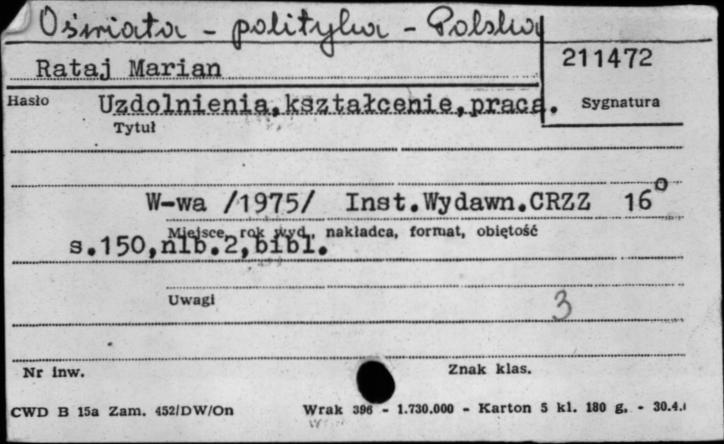 Oświata - polityka - Polska
Rataj Marian
211472
Hasło
Uzdolnienia,kształcenie,praca.
Sygnatura
Tytuł
W-wa /1975/ Inst.Wydawn.CRZZ 16°
Miejsce, rok wyd., nakładca, format, objętość
s.150,nlb.2,bibl.
Uwagi
3
Nr inw.
Znak klas.
CWD B 15a Zam. 452/DW/On
Wrak 396 - 1.730.000 - Karton 5 kl. 180 g. - 30.4.